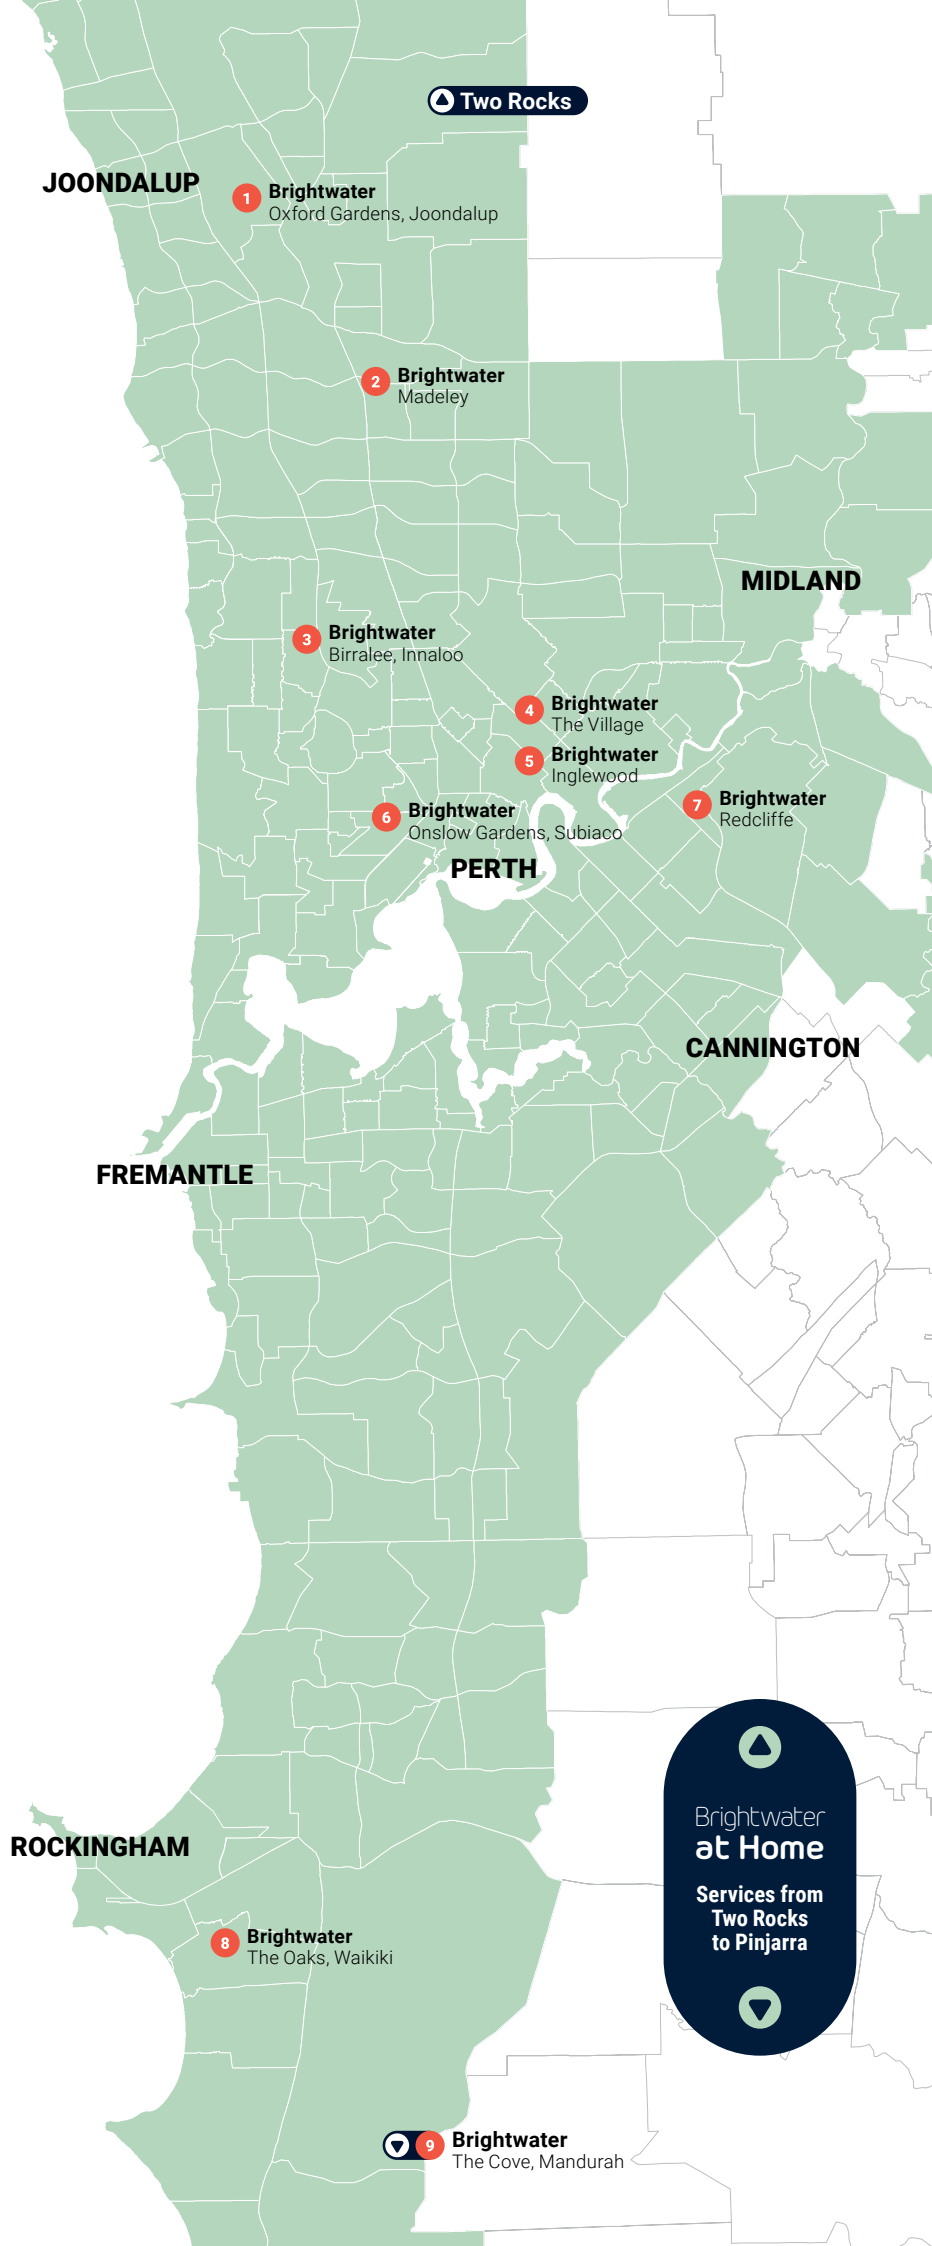 Two Rocks
JOONDALUP
1
Brightwater
Oxford Gardens, Joondalup
2
Brightwater
Madeley
MIDLAND
3
Brightwater
Birralee, Innaloo
4
Brightwater
The Village
5
Brightwater
Inglewood
7
Brightwater
Redcliffe
6
Brightwater
Onslow Gardens, Subiaco
PERTH
CANNINGTON
FREMANTLE
Brightwater
at Home
Services from
Two Rocks
to Pinjarra
ROCKINGHAM
8
Brightwater
The Oaks, Waikiki
9
Brightwater
The Cove, Mandurah